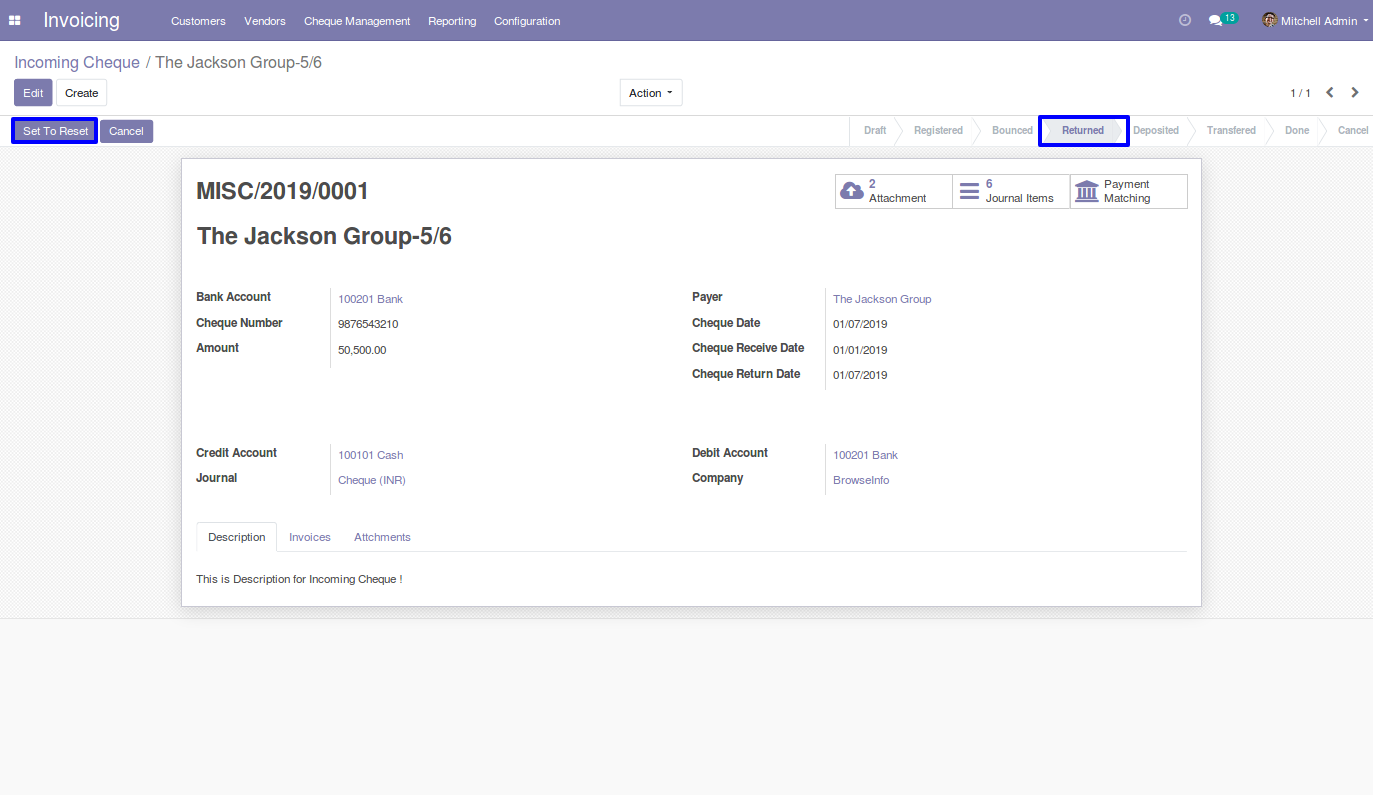 Invoicing Customers Vendors Cheque Management Reporting Configuration 13 Mitchell Admin
Incoming Cheque / The Jackson Group-5/6
Edit Create Action 1 / 1
Set To Reset Cancel Draft Registered Bounced Returned Deposited Transfered Done Cancel
MISC/2019/0001
2 Attachment
6 Journal Items
Payment Matching
The Jackson Group-5/6
Bank Account 100201 Bank Payer The Jackson Group
Cheque Number 9876543210 Cheque Date 01/07/2019
Amount 50,500.00 Cheque Receive Date 01/01/2019
Cheque Return Date 01/07/2019
Credit Account 100101 Cash Debit Account 100201 Bank
Journal Cheque (INR) Company BrowseInfo
Description Invoices Attchments
This is Description for Incoming Cheque !